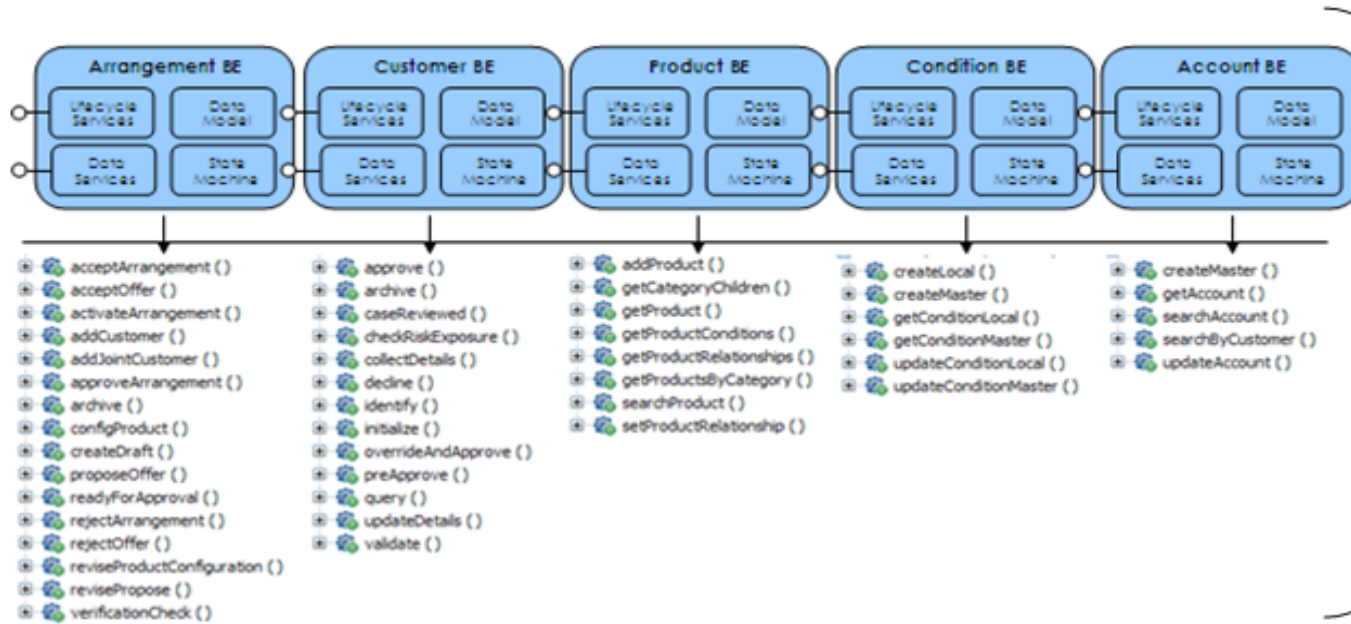 Arrangement BE
Lifecycle
Services
Data
Model
Data
Services
State
Machine
Customer BE
Lifecycle
Services
Data
Model
Data
Services
State
Machine
Product BE
Lifecycle
Services
Data
Model
Data
Services
State
Machine
Condition BE
Lifecycle
Services
Data
Model
Data
Services
State
Machine
Account BE
Lifecycle
Services
Data
Model
Data
Services
State
Machine
acceptArrangement ()
acceptOffer ()
activateArrangement ()
addCustomer ()
addJointCustomer ()
approveArrangement ()
archive ()
configProduct ()
createDraft ()
proposeOffer ()
readyForApproval ()
rejectArrangement ()
rejectOffer ()
reviseProductConfiguration ()
revisePropose ()
verificationCheck ()
approve ()
archive ()
caseReviewed ()
checkRiskExposure ()
collectDetails ()
decline ()
identify ()
initialize ()
overrideAndApprove ()
preApprove ()
query ()
updateDetails ()
validate ()
addProduct ()
getCategoryChildren ()
getProduct ()
getProductConditions ()
getProductRelationships ()
getProductsByCategory ()
searchProduct ()
setProductRelationship ()
createLocal ()
createMaster ()
getConditionLocal ()
getConditionMaster ()
updateConditionLocal ()
updateConditionMaster ()
createMaster ()
getAccount ()
searchAccount ()
searchByCustomer ()
updateAccount ()